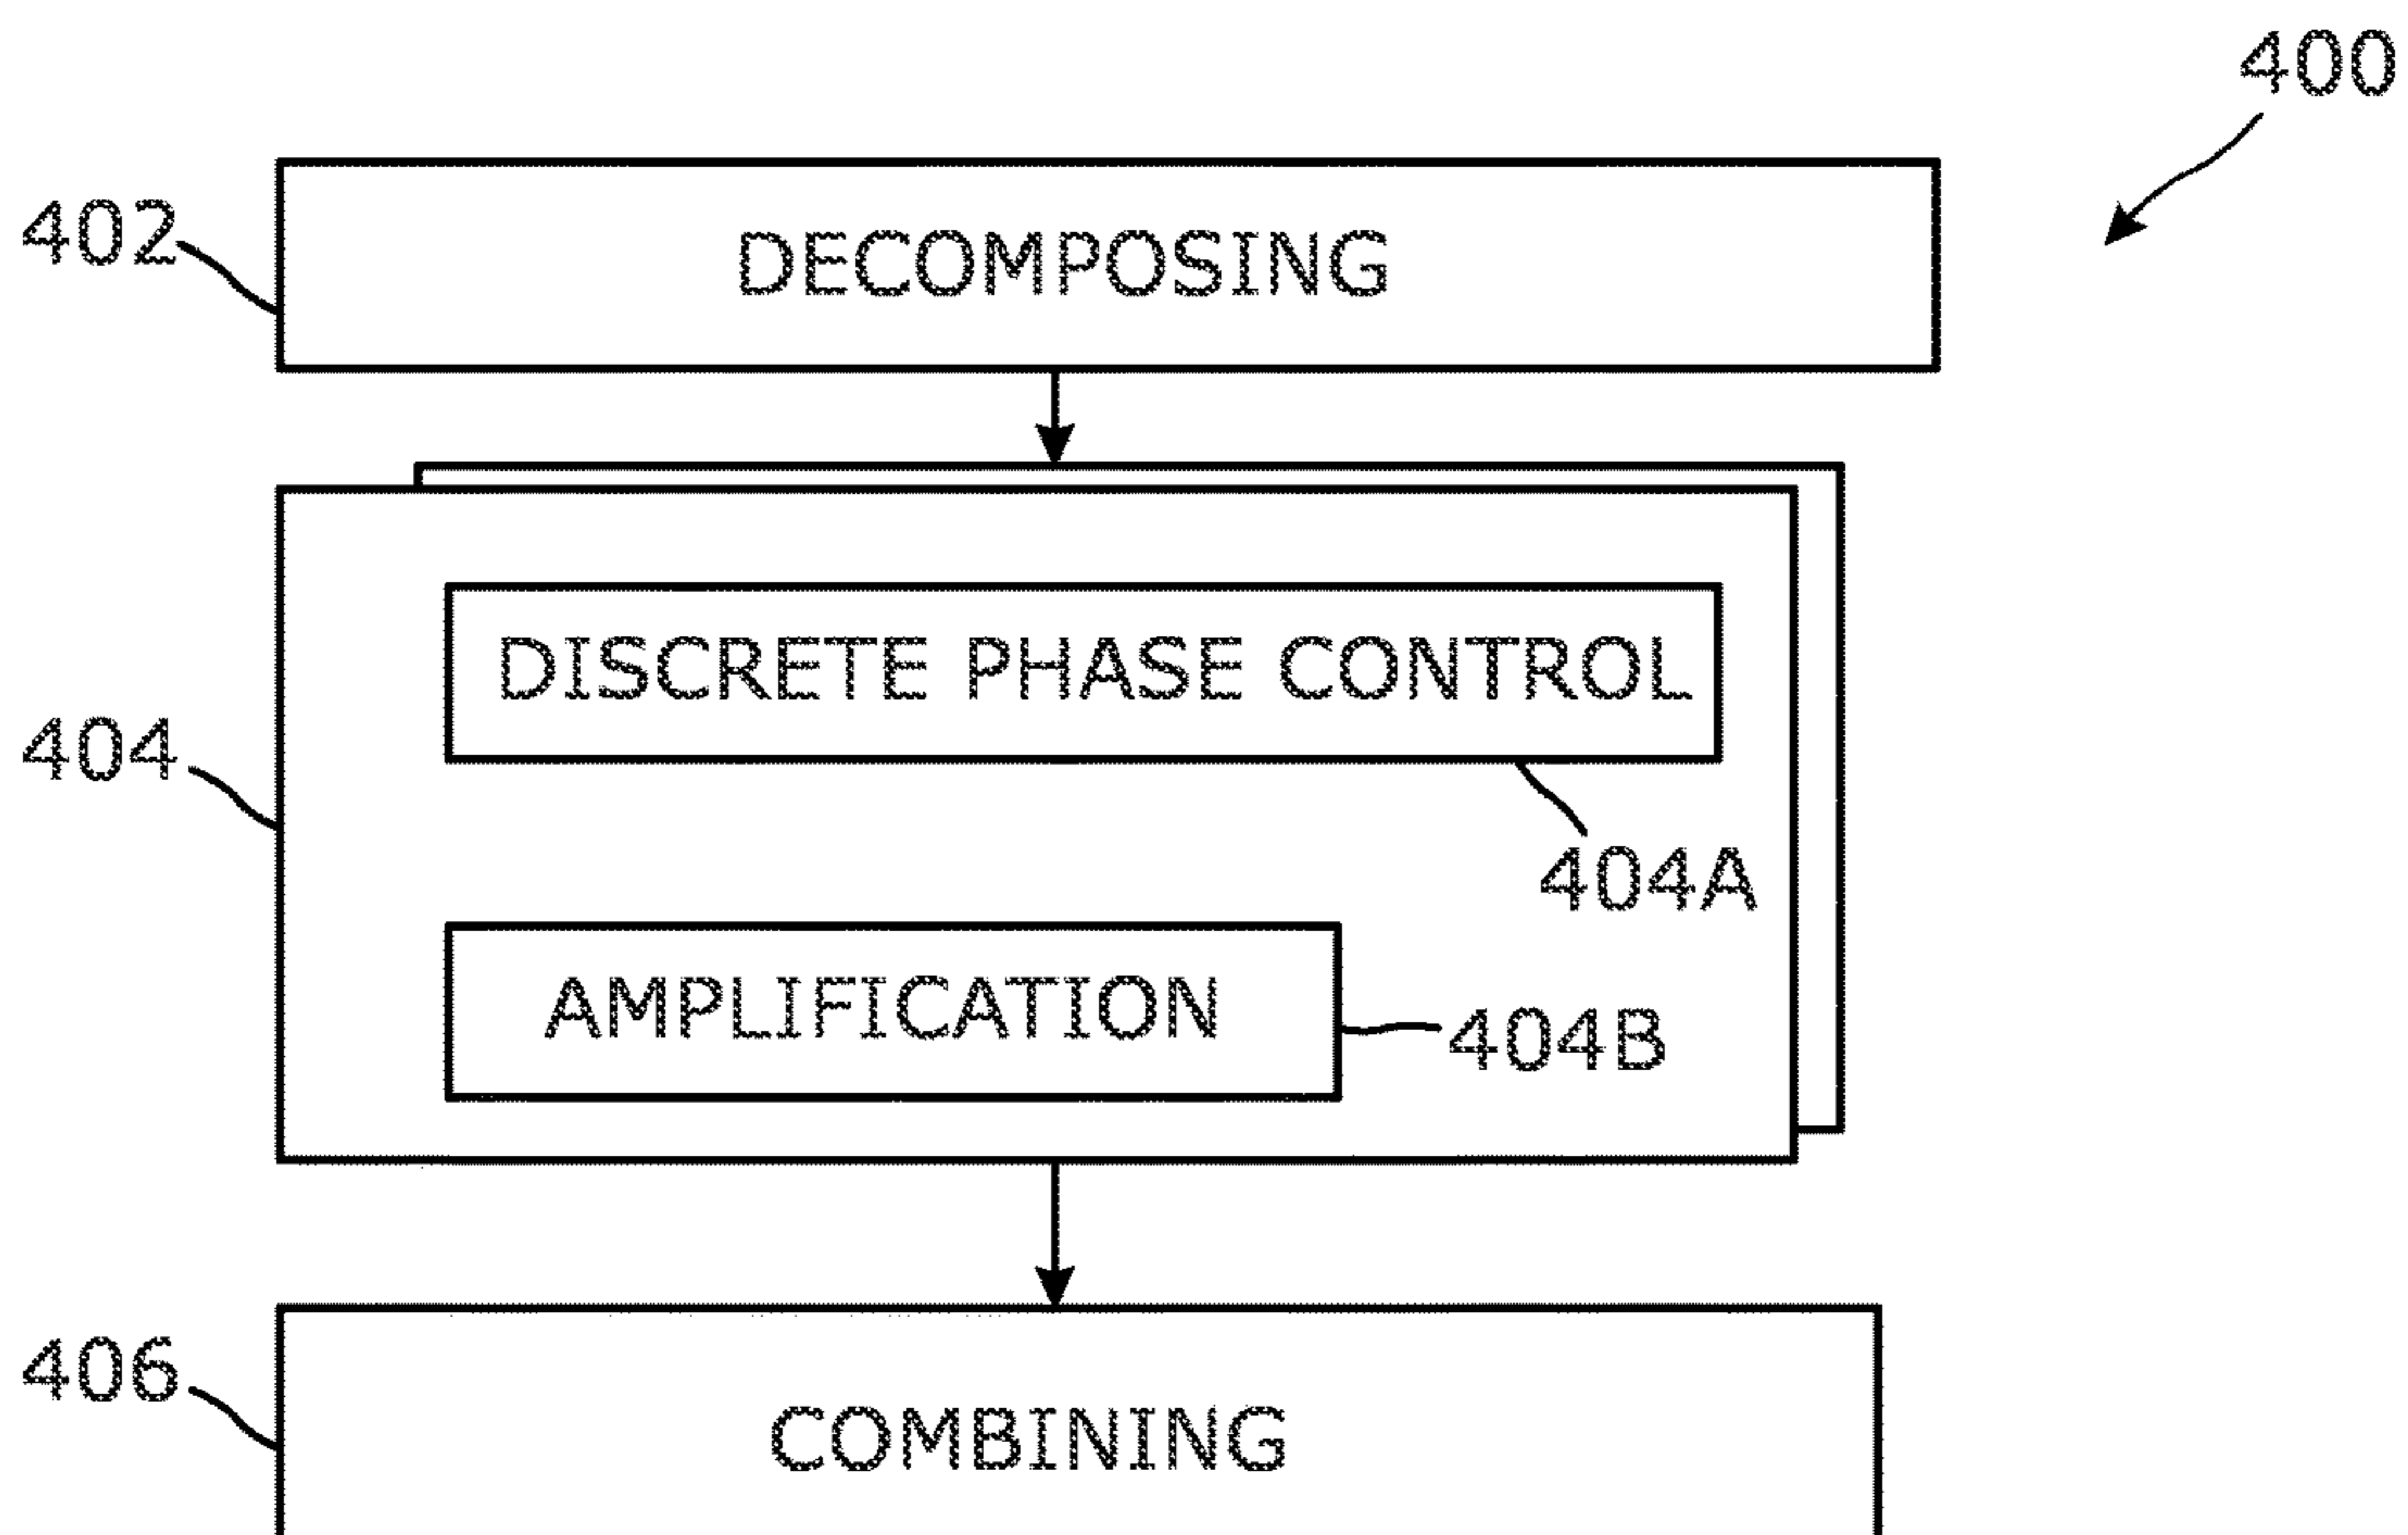 400
402
DECOMPOSING
DISCRETE PHASE CONTROL
404
404A
AMPLIFICATION
404B
406
COMBINING